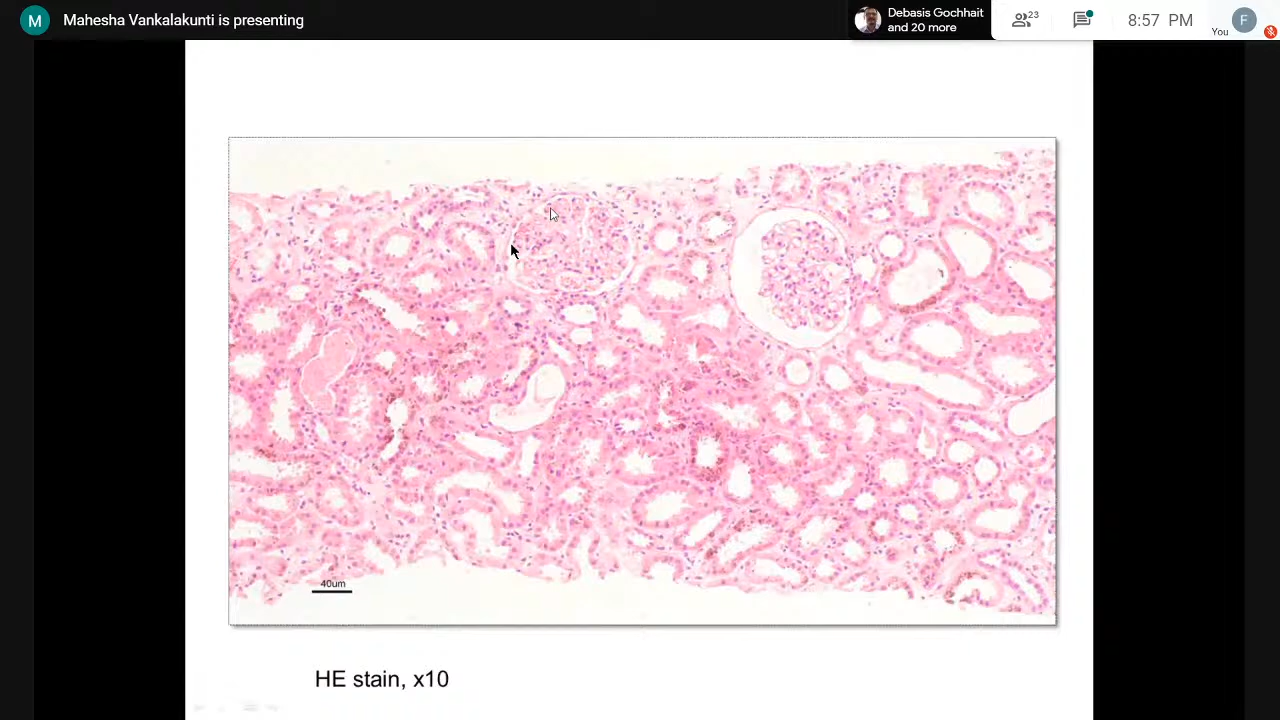 M
Mahesha Vankalakunti is presenting
Debasis Gochhait
and 20 more
23
8:57 PM
You
F
40um
HE stain, x10